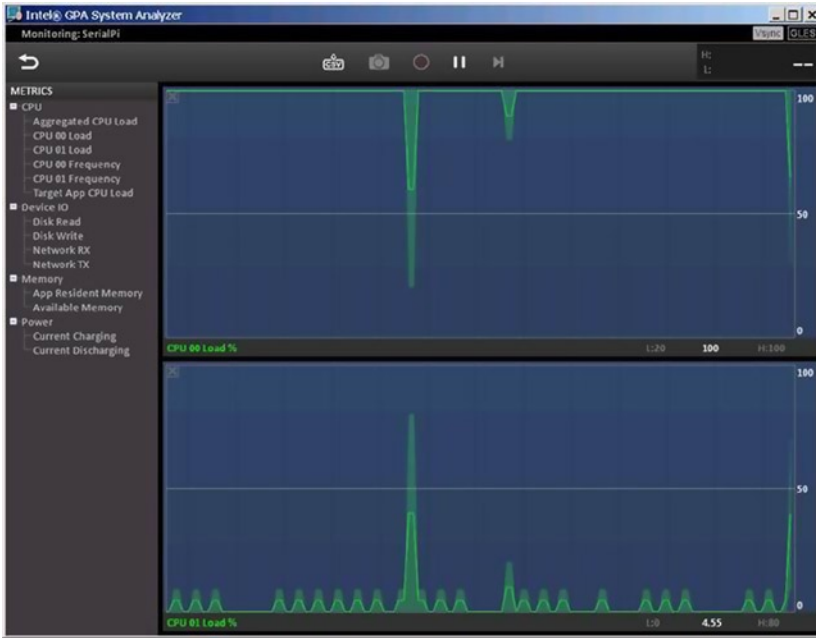 Intel® GPA System Analyzer
Monitoring: SerialPi
Vsync GLES
CSV
H:
L:
--
METRICS
CPU
Aggregated CPU Load
CPU 00 Load
CPU 01 Load
CPU 00 Frequency
CPU 01 Frequency
Target App CPU Load
Device IO
Disk Read
Disk Write
Network RX
Network TX
Memory
App Resident Memory
Available Memory
Power
Current Charging
Current Discharging
100
50
0
CPU 00 Load % L:20 100 H:100
100
50
0
CPU 01 Load % L:0 4.55 H:80